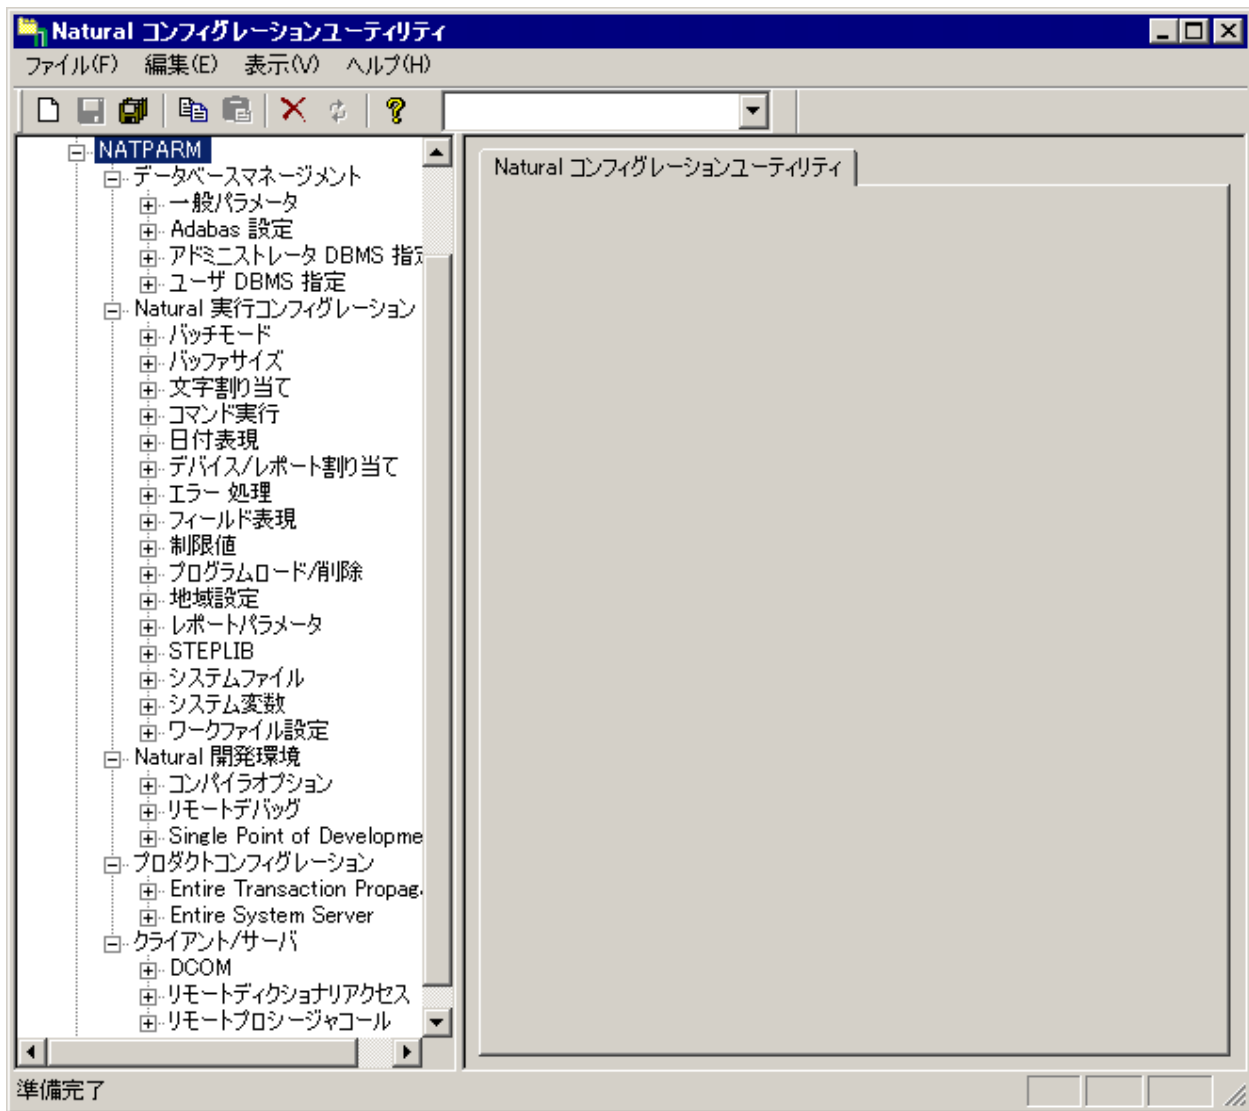 Natural コンフィグレーションユーティリティ
ファイル(F) 編集(E) 表示(V) ヘルプ(H)
NATPARM
データベースマネージメント
一般パラメータ
Adabas 設定
アドミニストレータ DBMS 指定
ユーザ DBMS 指定
Natural 実行コンフィグレーション
バッチモード
バッファサイズ
文字割り当て
コマンド実行
日付表現
デバイス/レポート割り当て
エラー 処理
フィールド表現
制限値
プログラムロード/削除
地域設定
レポートパラメータ
STEPLIB
システムファイル
システム変数
ワークファイル設定
Natural 開発環境
コンパイラオプション
リモートデバッグ
Single Point of Developme
プロダクトコンフィグレーション
Entire Transaction Propag
Entire System Server
クライアント/サーバ
DCOM
リモートディクショナリアクセス
リモートプロシージャコール
Natural コンフィグレーションユーティリティ
準備完了